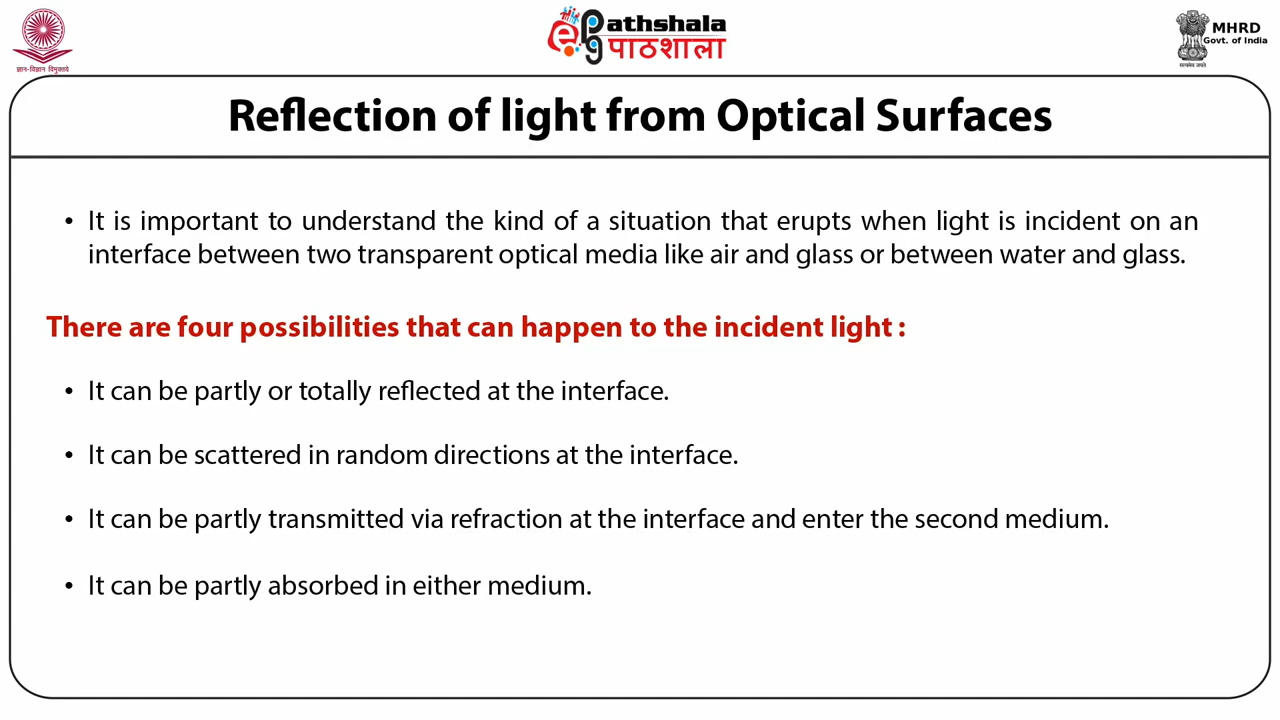 ज्ञान-विज्ञान विमुक्तये
ePathshala
पाठशाला
MHRD
Govt. of India
सत्यमेव जयते
Reflection of light from Optical Surfaces
• It is important to understand the kind of a situation that erupts when light is incident on an
interface between two transparent optical media like air and glass or between water and glass.
There are four possibilities that can happen to the incident light :
• It can be partly or totally reflected at the interface.
• It can be scattered in random directions at the interface.
• It can be partly transmitted via refraction at the interface and enter the second medium.
• It can be partly absorbed in either medium.